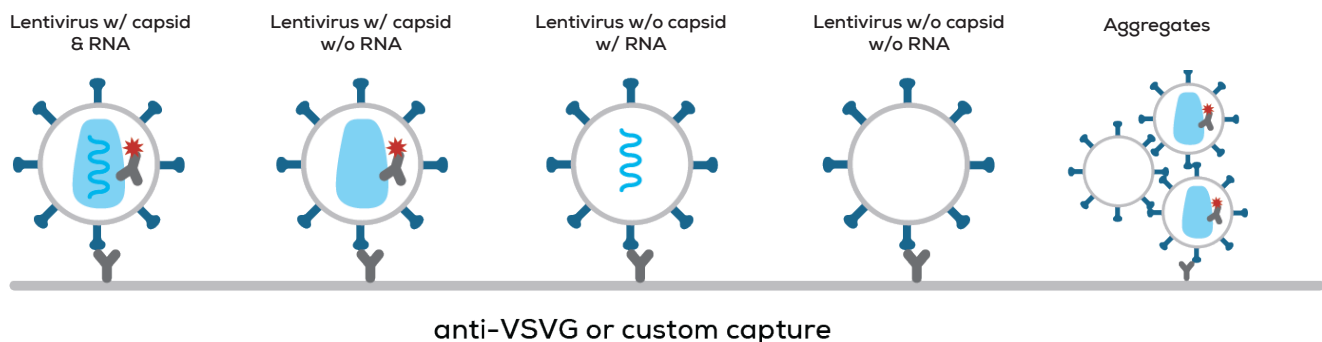 Lentivirus w/ capsid
& RNA
Lentivirus w/ capsid
w/o RNA
Lentivirus w/o capsid
w/ RNA
Lentivirus w/o capsid
w/o RNA
Aggregates
anti-VSVG or custom capture